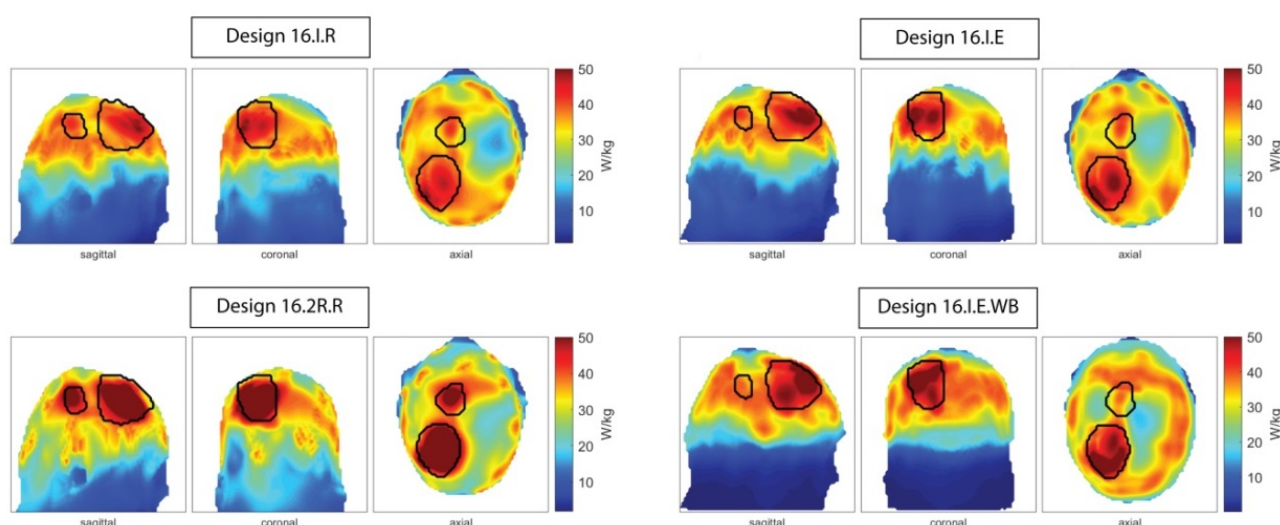 Design 16.I.R
50
40
30
20
10
W/kg
sagittal
coronal
axial
Design 16.I.E
50
40
30
20
10
W/kg
sagittal
coronal
axial
Design 16.2R.R
50
40
30
20
10
W/kg
sagittal
coronal
axial
Design 16.I.E.WB
50
40
30
20
10
W/kg
sagittal
coronal
axial